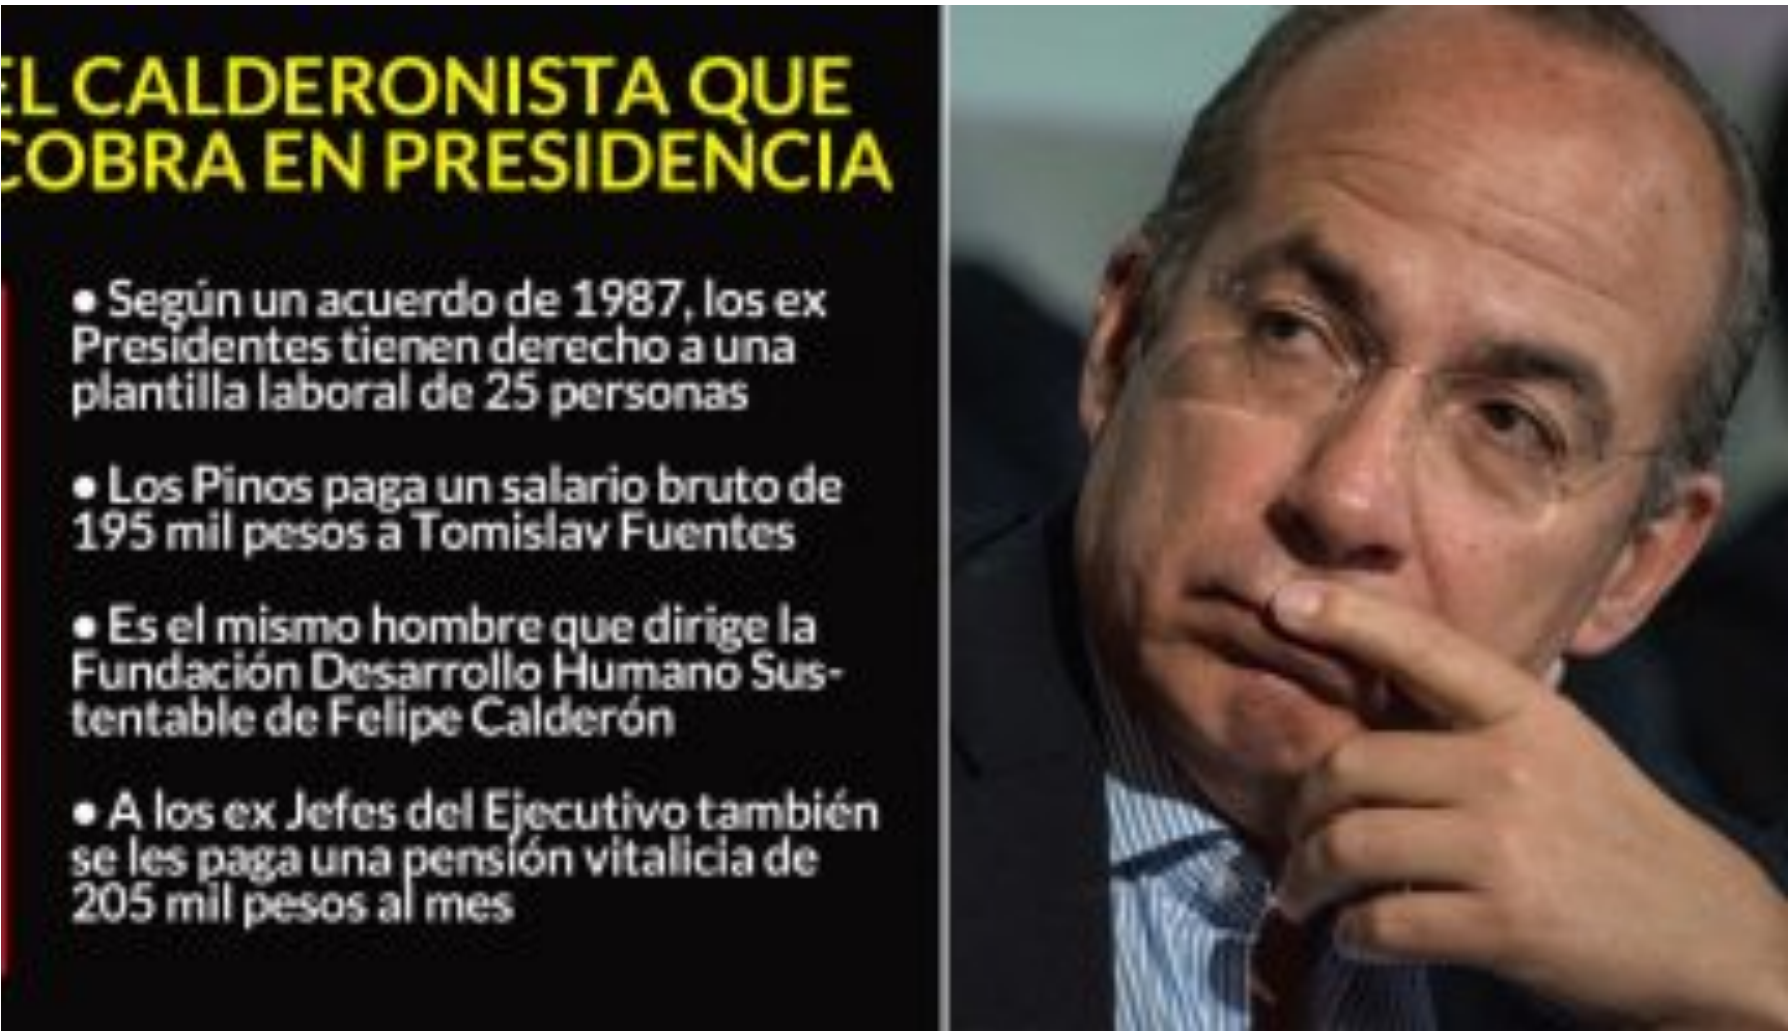 EL CALDERONISTA QUE
COBRA EN PRESIDENCIA
● Según un acuerdo de 1987, los ex
Presidentes tienen derecho a una
plantilla laboral de 25 personas
● Los Pinos paga un salario bruto de
195 mil pesos a Tomislav Fuentes
● Es el mismo hombre que dirige la
Fundación Desarrollo Humano Sus-
tentable de Felipe Calderón
● A los ex Jefes del Ejecutivo también
se les paga una pensión vitalicia de
205 mil pesos al mes